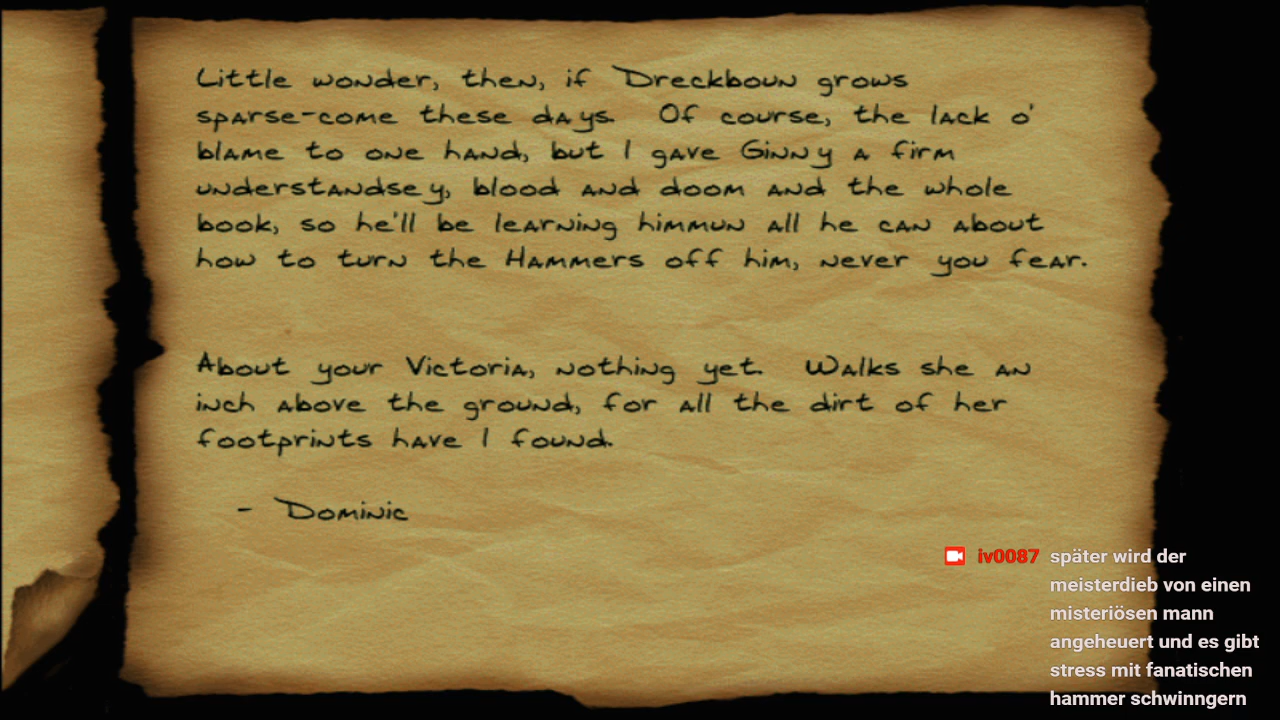 Little wonder, then, if Dreckboun grows
sparse-come these days. Of course, the lack o'
blame to one hand, but I gave Ginny a firm
understandsey, blood and doom and the whole
book, so he'll be learning himmun all he can about
how to turn the Hammers off him, never you fear.
About your Victoria, nothing yet. Walks she an
inch above the ground, for all the dirt of her
footprints have I found.
- Dominic
iv0087 später wird der
meisterdieb von einen
misteriösen mann
angeheuert und es gibt
stress mit fanatischen
hammer schwinngern